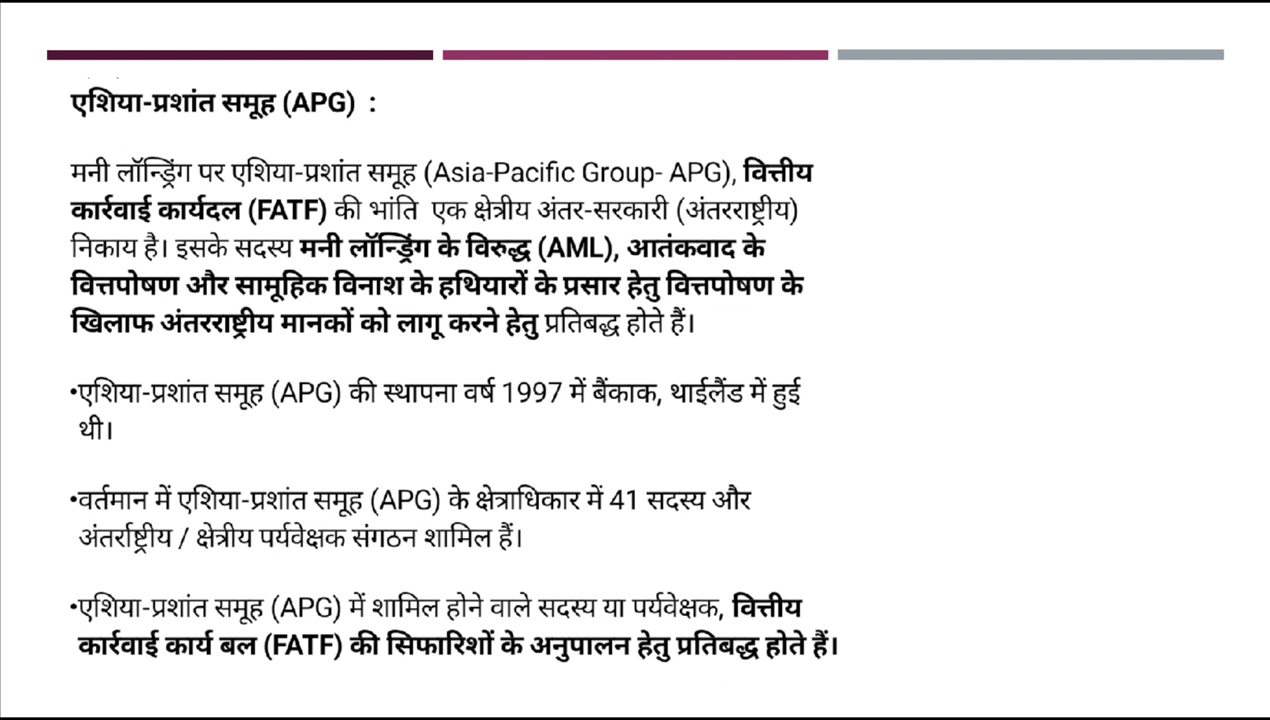 एशिया-प्रशांत समूह (APG) :
मनी लॉन्ड्रिंग पर एशिया-प्रशांत समूह (Asia-Pacific Group- APG), वित्तीय
कार्रवाई कार्यदल (FATF) की भांति एक क्षेत्रीय अंतर-सरकारी (अंतरराष्ट्रीय)
निकाय है। इसके सदस्य मनी लॉन्ड्रिंग के विरुद्ध (AML), आतंकवाद के
वित्तपोषण और सामूहिक विनाश के हथियारों के प्रसार हेतु वित्तपोषण के
खिलाफ अंतरराष्ट्रीय मानकों को लागू करने हेतु प्रतिबद्ध होते हैं।
•एशिया-प्रशांत समूह (APG) की स्थापना वर्ष 1997 में बैंकाक, थाईलैंड में हुई
थी।
•वर्तमान में एशिया-प्रशांत समूह (APG) के क्षेत्राधिकार में 41 सदस्य और
अंतर्राष्ट्रीय / क्षेत्रीय पर्यवेक्षक संगठन शामिल हैं।
•एशिया-प्रशांत समूह (APG) में शामिल होने वाले सदस्य या पर्यवेक्षक, वित्तीय
कार्रवाई कार्य बल (FATF) की सिफारिशों के अनुपालन हेतु प्रतिबद्ध होते हैं।